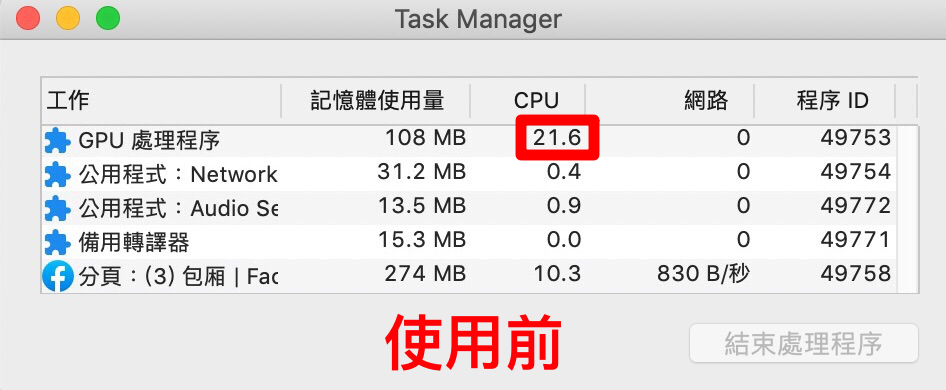 Task Manager
工作 記憶體使用量 CPU 網路 程序 ID
GPU 處理程序 108 MB 21.6 0 49753
公用程式：Network 31.2 MB 0.4 0 49754
公用程式：Audio Se 13.5 MB 0.9 0 49772
備用轉譯器 15.3 MB 0.0 0 49771
分頁：(3) 包廂 | Fac 274 MB 10.3 830 B/秒 49758
使用前
結束處理程序